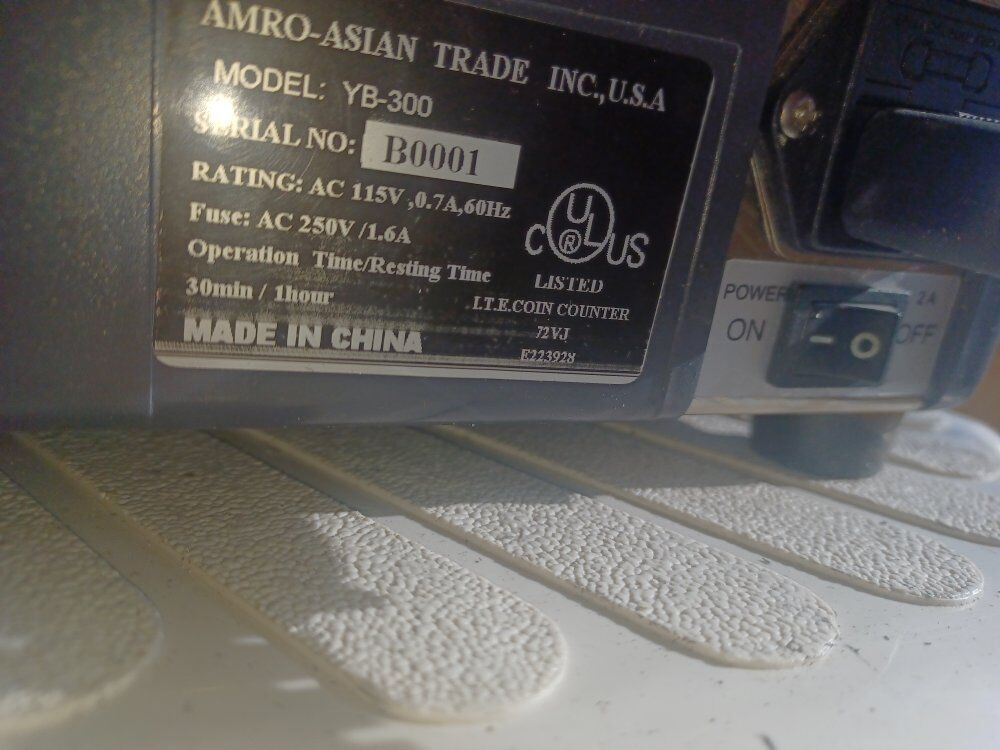 AMRO-ASIAN TRADE INC.,U.S.A
MODEL: YB-300
SERIAL NO: B0001
RATING: AC 115V ,0.7A,60Hz
Fuse: AC 250V /1.6A
Operation Time/Resting Time
30min / 1hour
MADE IN CHINA
C UL ® US
LISTED
I.T.E.COIN COUNTER
72VJ
E223928
POWER 2A
ON OFF